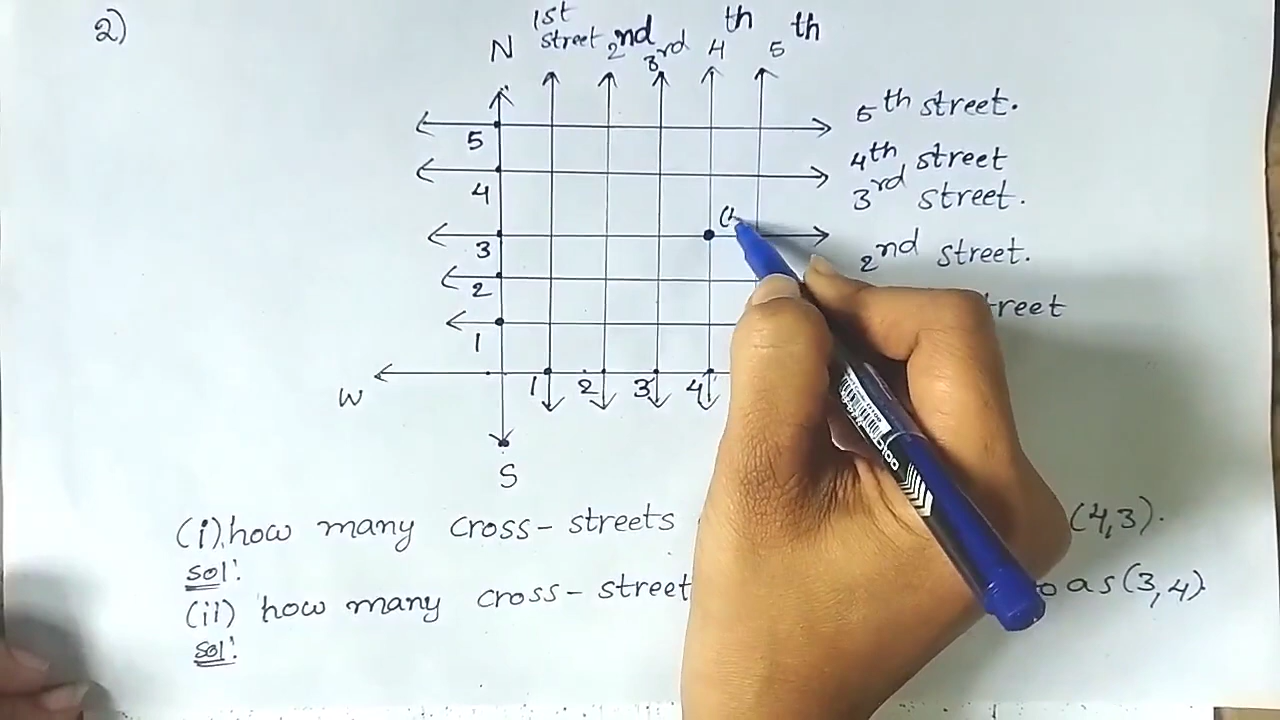 2)
N 1st street 2nd 3rd 4th 5th
5th street.
5
4th street
4
3rd street.
(4
3
2nd street.
2
reet
1
W
1 2 3 4
S
(i).how many cross-streets (4,3).
sol:
(ii) how many cross-street o as (3,4).
sol: